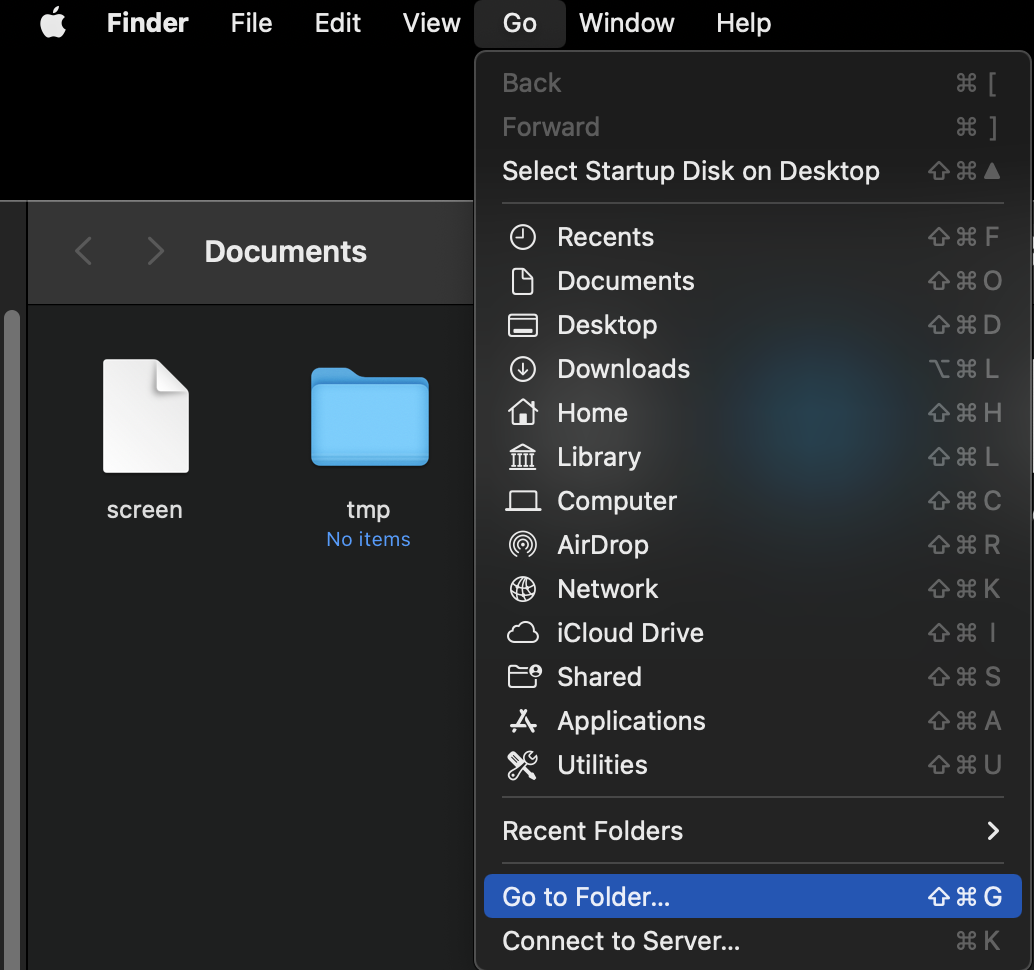 Finder File Edit View Go Window Help
Back ⌘ [
Forward ⌘ ]
Select Startup Disk on Desktop ⇧⌘▲
Documents
screen
tmp
No items
Recents ⇧⌘F
Documents ⇧⌘O
Desktop ⇧⌘D
Downloads ⌥⌘L
Home ⇧⌘H
Library ⇧⌘L
Computer ⇧⌘C
AirDrop ⇧⌘R
Network ⇧⌘K
iCloud Drive ⇧⌘I
Shared ⇧⌘S
Applications ⇧⌘A
Utilities ⇧⌘U
Recent Folders
Go to Folder... ⇧⌘G
Connect to Server... ⌘K